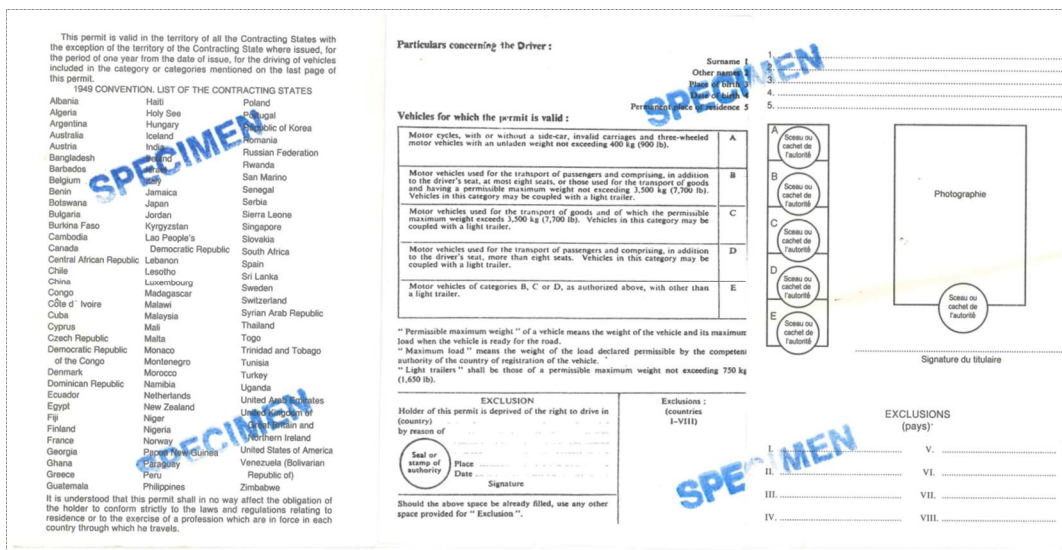 This permit is valid in the territory of all the Contracting States with
the exception of the territory of the Contracting State where issued, for
the period of one year from the date of issue, for the driving of vehicles
included in the category or categories mentioned on the last page of
this permit.
1949 CONVENTION. LIST OF THE CONTRACTING STATES
Albania
Algeria
Argentina
Australia
Austria
Bangladesh
Barbados
Belgium
Benin
Botswana
Bulgaria
Burkina Faso
Cambodia
Canada
Central African Republic
Chile
China
Congo
Côte d' Ivoire
Cuba
Cyprus
Czech Republic
Democratic Republic
of the Congo
Denmark
Dominican Republic
Ecuador
Egypt
Fiji
Finland
France
Georgia
Ghana
Greece
Guatemala
Haiti
Holy See
Hungary
Iceland
India
Ireland
Israel
Italy
Jamaica
Japan
Jordan
Kyrgyzstan
Lao People's
Democratic Republic
Lebanon
Lesotho
Luxembourg
Madagascar
Malawi
Malaysia
Mali
Malta
Monaco
Montenegro
Morocco
Namibia
Netherlands
New Zealand
Niger
Nigeria
Norway
Papua New Guinea
Paraguay
Peru
Philippines
Poland
Portugal
Republic of Korea
Romania
Russian Federation
Rwanda
San Marino
Senegal
Serbia
Sierra Leone
Singapore
Slovakia
South Africa
Spain
Sri Lanka
Sweden
Switzerland
Syrian Arab Republic
Thailand
Togo
Trinidad and Tobago
Tunisia
Turkey
Uganda
United Arab Emirates
United Kingdom of
Great Britain and
Northern Ireland
United States of America
Venezuela (Bolivarian
Republic of)
Zimbabwe
It is understood that this permit shall in no way affect the obligation of
the holder to conform strictly to the laws and regulations relating to
residence or to the exercise of a profession which are in force in each
country through which he travels.
SPECIMEN
SPECIMEN
Particulars concerning the Driver :
Surname 1
Other names 2
Place of birth 3
Date of birth 4
Permanent place of residence 5
SPECIMEN
Vehicles for which the permit is valid :
Motor cycles, with or without a side-car, invalid carriages and three-wheeled
motor vehicles with an unladen weight not exceeding 400 kg (900 lb).
A
Motor vehicles used for the transport of passengers and comprising, in addition
to the driver's seat, at most eight seats, or those used for the transport of goods
and having a permissible maximum weight not exceeding 3,500 kg (7,700 lb).
Vehicles in this category may be coupled with a light trailer.
B
Motor vehicles used for the transport of goods and of which the permissible
maximum weight exceeds 3,500 kg (7,700 lb). Vehicles in this category may be
coupled with a light trailer.
C
Motor vehicles used for the transport of passengers and comprising, in addition
to the driver's seat, more than eight seats. Vehicles in this category may be
coupled with a light trailer.
D
Motor vehicles of categories B, C or D, as authorized above, with other than
a light trailer.
E
" Permissible maximum weight " of a vehicle means the weight of the vehicle and its maximum
load when the vehicle is ready for the road.
" Maximum load " means the weight of the load declared permissible by the competent
authority of the country of registration of the vehicle.
" Light trailers " shall be those of a permissible maximum weight not exceeding 750 kg
(1,650 lb).
EXCLUSION
Holder of this permit is deprived of the right to drive in
(country)
by reason of
Seal or
stamp of
authority
Place
Date
Signature
Should the above space be already filled, use any other
space provided for " Exclusion ".
Exclusions :
(countries
I-VIII)
SPECIMEN
1.
2.
3.
4.
5.
A
Sceau ou
cachet de
l'autorité
B
Sceau ou
cachet de
l'autorité
C
Sceau ou
cachet de
l'autorité
D
Sceau ou
cachet de
l'autorité
E
Sceau ou
cachet de
l'autorité
Photographie
Sceau ou
cachet de
l'autorité
Signature du titulaire
EXCLUSIONS
(pays)
I.
II.
III.
IV.
V.
VI.
VII.
VIII.